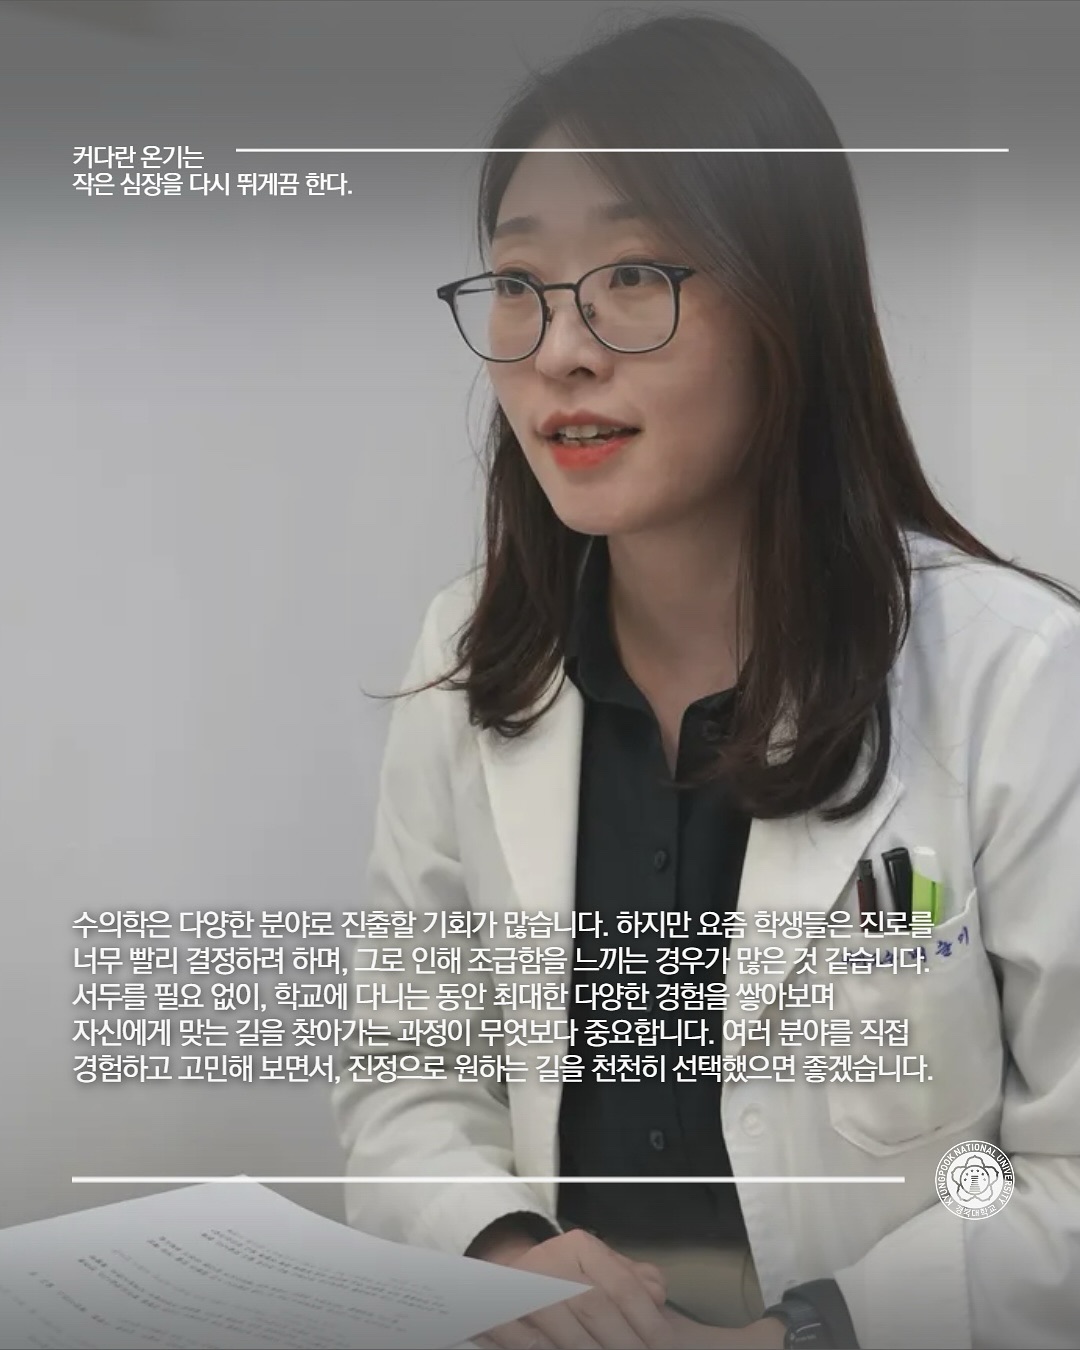 커다란 온기는
작은 심장을 다시 뛰게끔 한다.
수의학은 다양한 분야로 진출할 기회가 많습니다. 하지만 요즘 학생들은 진로를
너무 빨리 결정하려 하며, 그로 인해 조급함을 느끼는 경우가 많은 것 같습니다.
서두를 필요 없이, 학교에 다니는 동안 최대한 다양한 경험을 쌓아보며
자신에게 맞는 길을 찾아가는 과정이 무엇보다 중요합니다. 여러 분야를 직접
경험하고 고민해 보면서, 진정으로 원하는 길을 천천히 선택했으면 좋겠습니다.
KYUNGPOOK NATIONAL UNIVERSITY
경북대학교